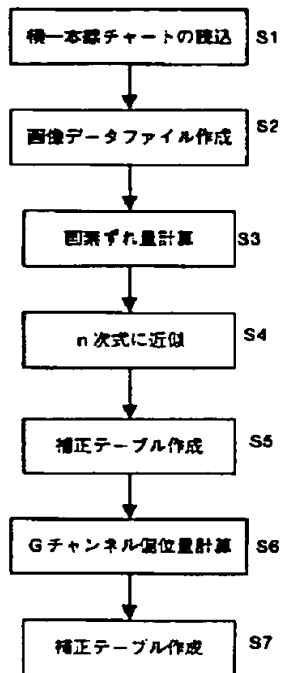 横一本線チャートの読込 S1
画像データファイル作成 S2
画素ずれ量計算 S3
n 次式に近似 S4
補正テーブル作成 S5
Gチャンネル偏位量計算 S6
補正テーブル作成 S7